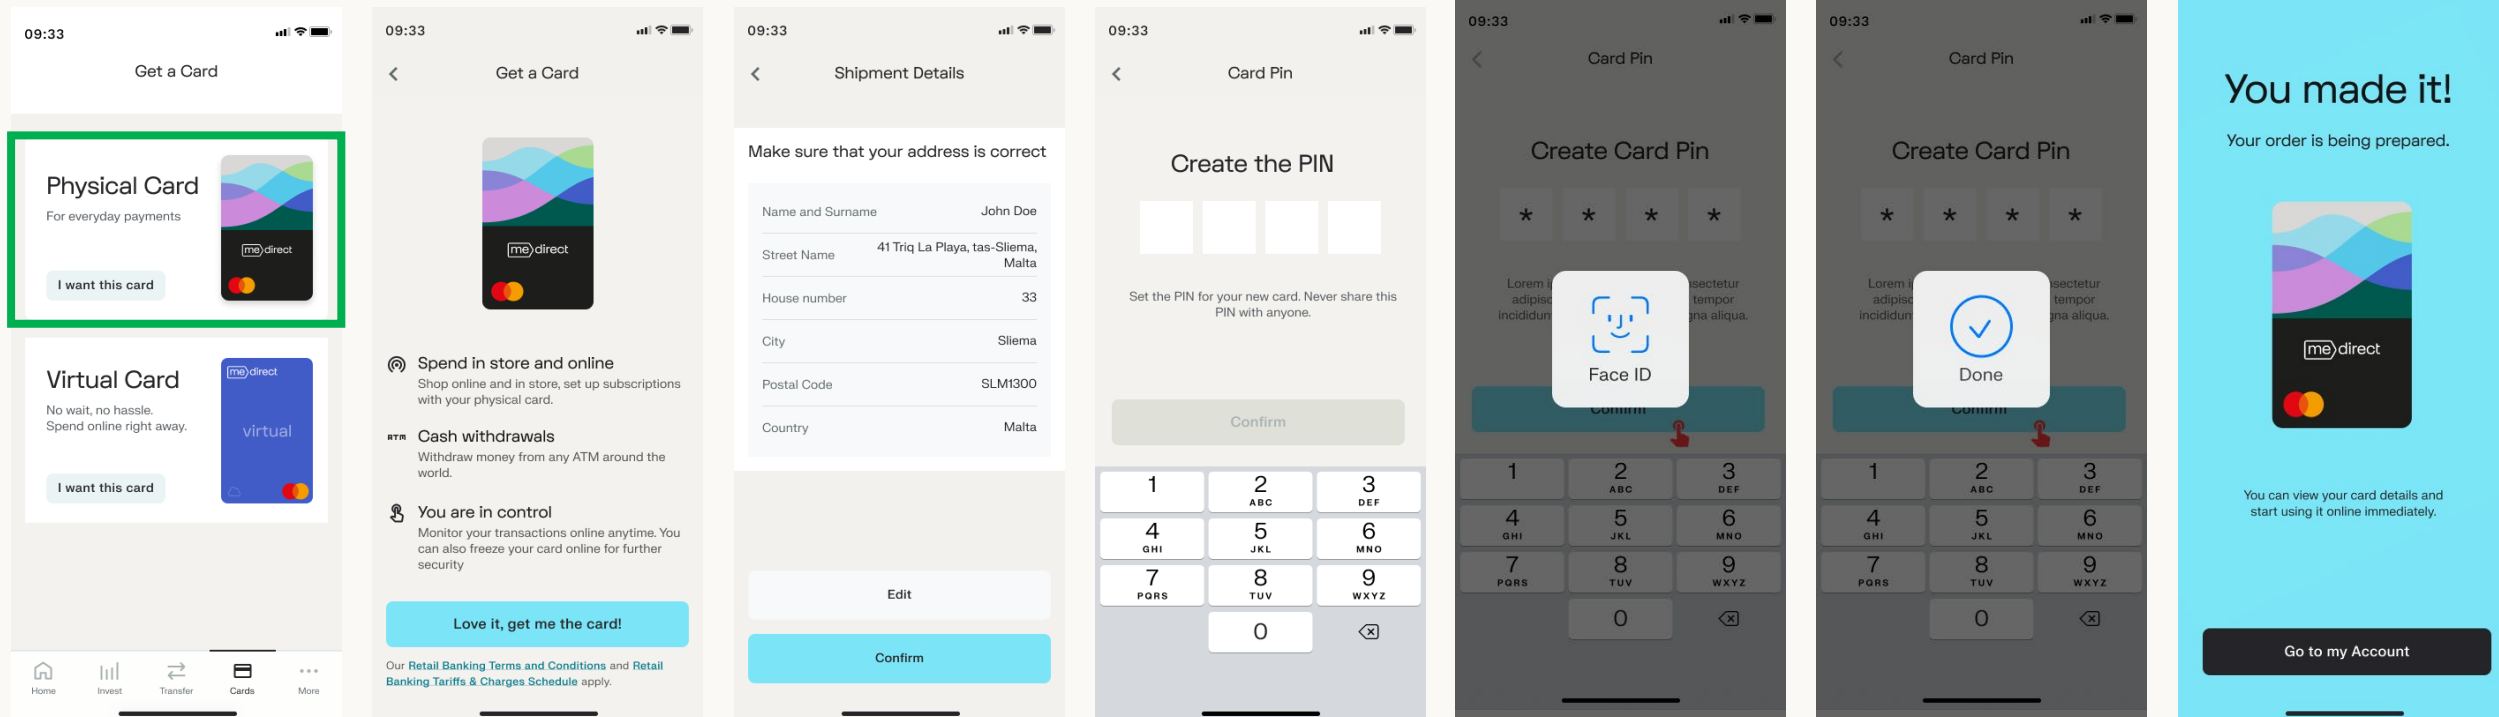 09:33
Get a Card
Physical Card
For everyday payments
me direct
I want this card
Virtual Card
No wait, no hassle.
Spend online right away.
me direct
virtual
I want this card
Home
Invest
Transfer
Cards
More
09:33
Get a Card
me direct
Spend in store and online
Shop online and in store, set up subscriptions
with your physical card.
ATM
Cash withdrawals
Withdraw money from any ATM around the
world.
You are in control
Monitor your transactions online anytime. You
can also freeze your card online for further
security
Love it, get me the card!
Our Retail Banking Terms and Conditions and Retail
Banking Tariffs & Charges Schedule apply.
09:33
Shipment Details
Make sure that your address is correct
Name and Surname John Doe
Street Name 41 Triq La Playa, tas-Sliema,
Malta
House number 33
City Sliema
Postal Code SLM1300
Country Malta
Edit
Confirm
09:33
Card Pin
Create the PIN
Set the PIN for your new card. Never share this
PIN with anyone.
Confirm
1 2 3
ABC DEF
4 5 6
GHI JKL MNO
7 8 9
PQRS TUV WXYZ
0
09:33
Card Pin
Create Card Pin
* * * *
Lorem
tempor
aliqua.
Face ID
Confirm
1 2 3
ABC DEF
4 5 6
GHI JKL MNO
7 8 9
PQRS TUV WXYZ
0
09:33
Card Pin
Create Card Pin
* * * *
Lorem
tempor
aliqua.
Done
Confirm
1 2 3
ABC DEF
4 5 6
GHI JKL MNO
7 8 9
PQRS TUV WXYZ
0
You made it!
Your order is being prepared.
me direct
You can view your card details and
start using it online immediately.
Go to my Account